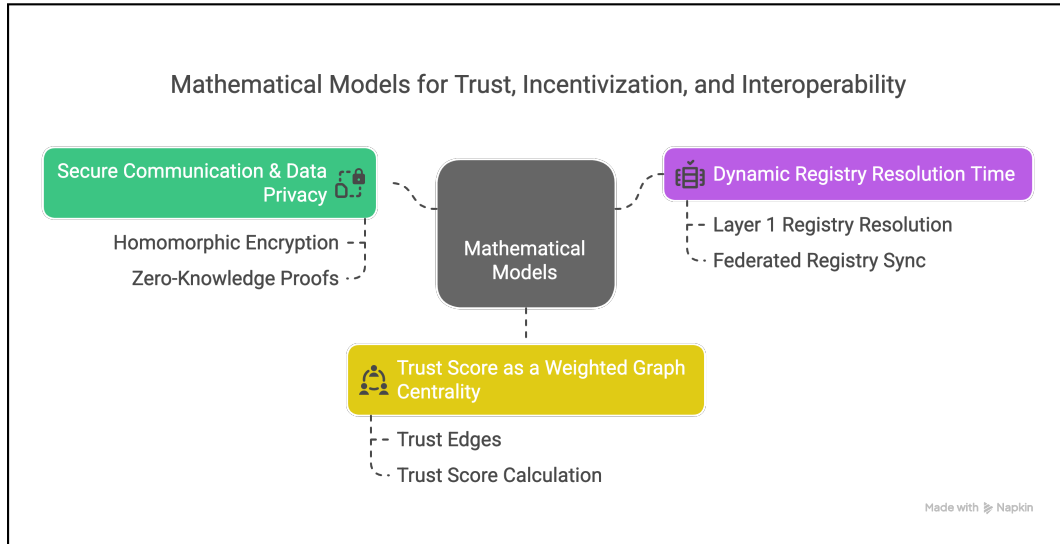 Mathematical Models for Trust, Incentivization, and Interoperability
Secure Communication & Data
Privacy
Homomorphic Encryption
Zero-Knowledge Proofs
Mathematical
Models
Dynamic Registry Resolution Time
Layer 1 Registry Resolution
Federated Registry Sync
Trust Score as a Weighted Graph
Centrality
Trust Edges
Trust Score Calculation
Made with Napkin